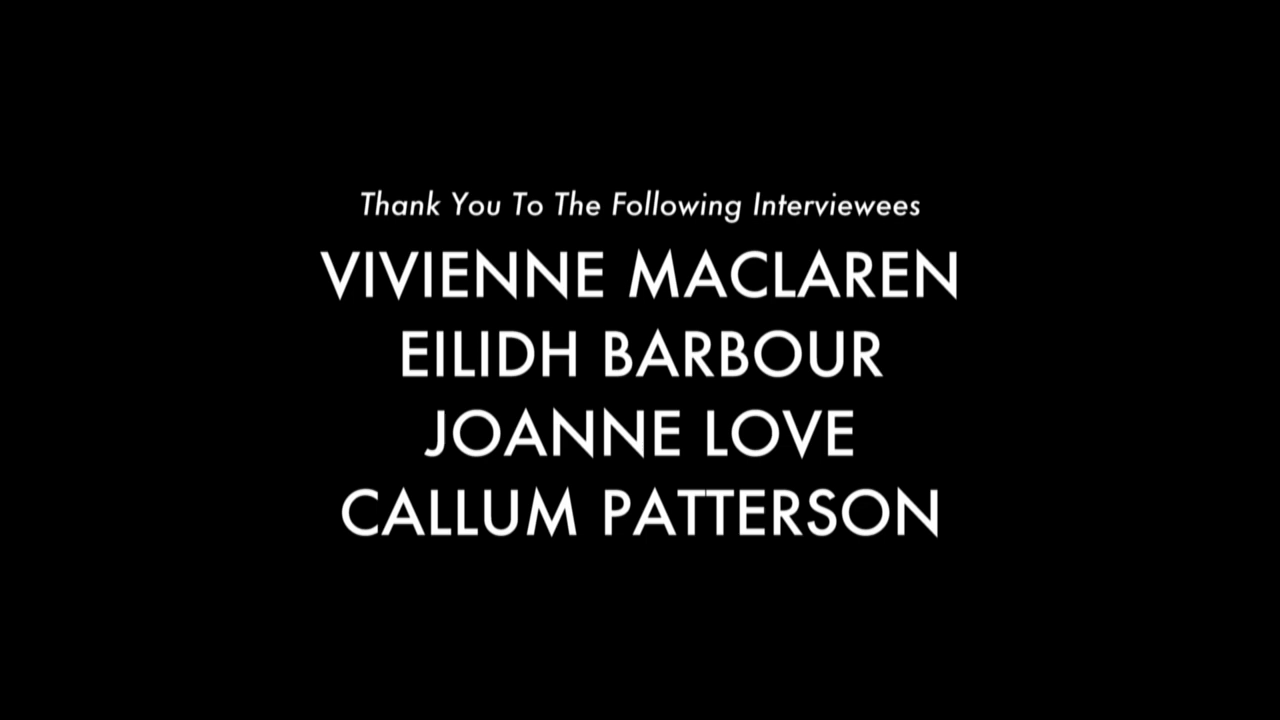 Thank You To The Following Interviewees
VIVIENNE MACLAREN
EILIDH BARBOUR
JOANNE LOVE
CALLUM PATTERSON